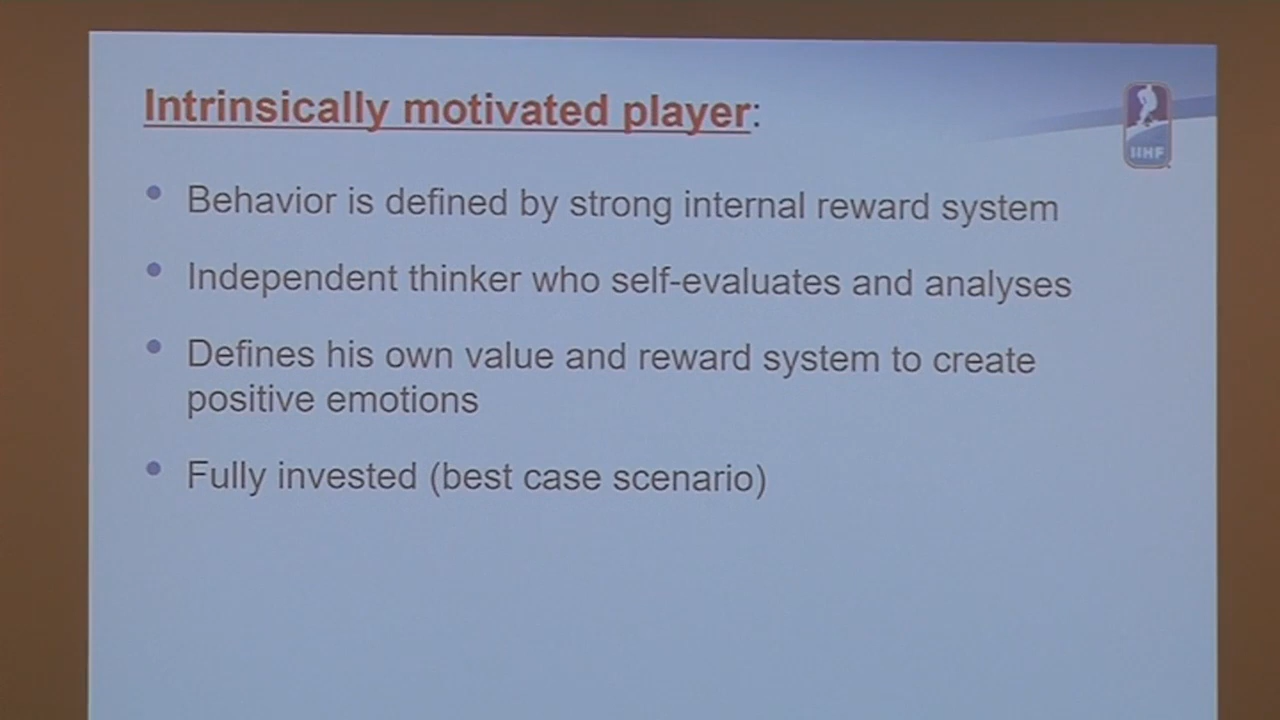 Intrinsically motivated player:
IIHF
• Behavior is defined by strong internal reward system
• Independent thinker who self-evaluates and analyses
• Defines his own value and reward system to create
positive emotions
• Fully invested (best case scenario)